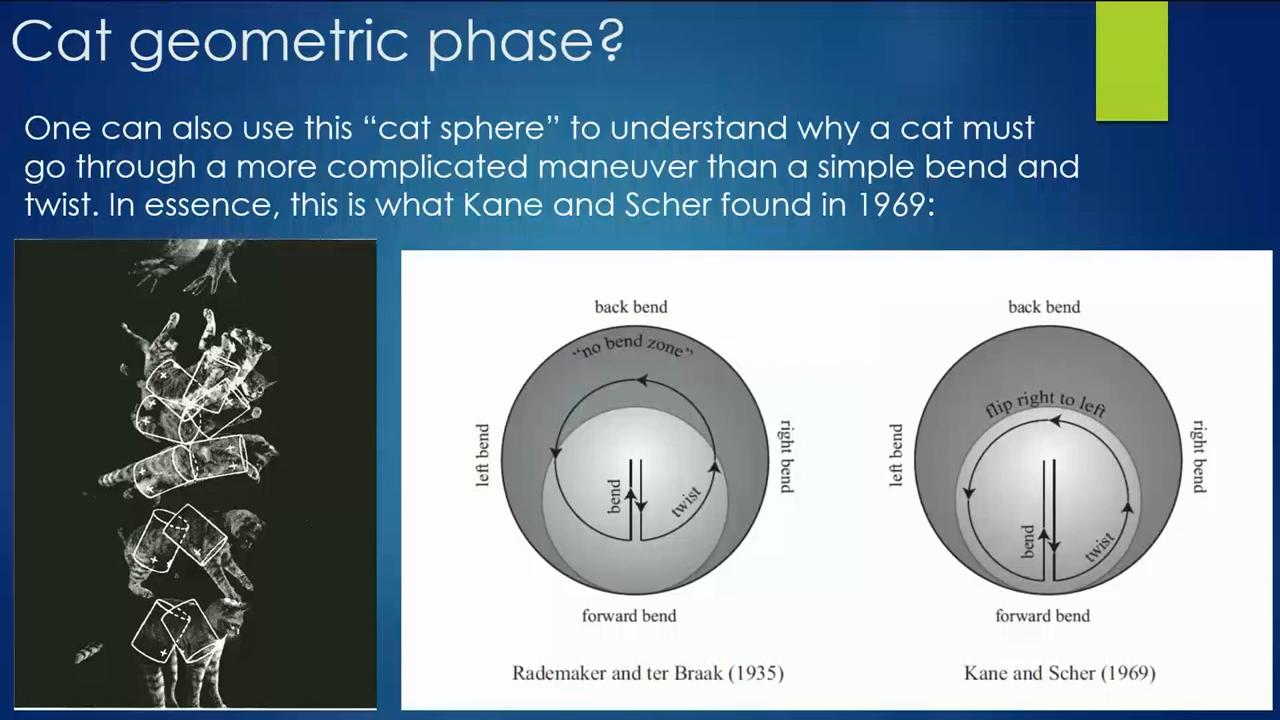 Cat geometric phase?
One can also use this “cat sphere” to understand why a cat must
go through a more complicated maneuver than a simple bend and
twist. In essence, this is what Kane and Scher found in 1969:
back bend
“no bend zone”
left bend
right bend
bend
twist
forward bend
Rademaker and ter Braak (1935)
back bend
flip right to left
left bend
right bend
bend
twist
forward bend
Kane and Scher (1969)